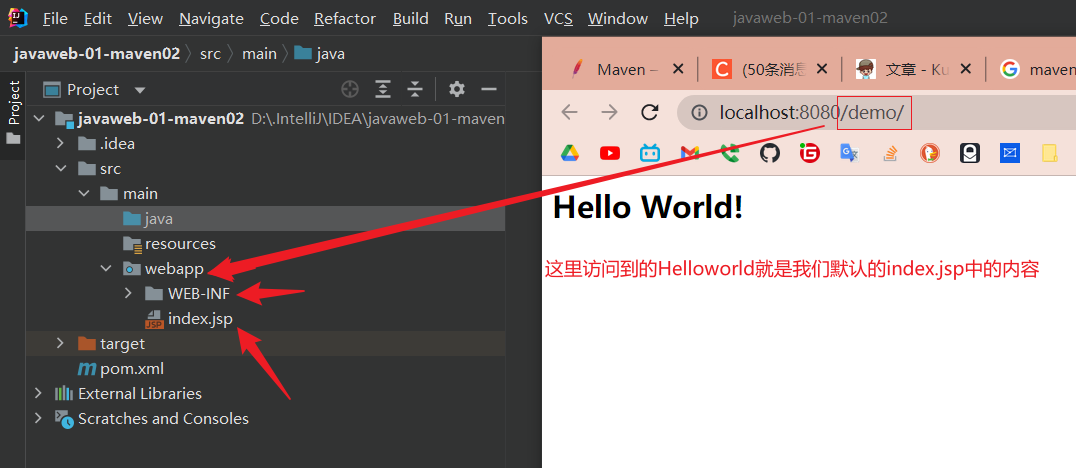 File Edit View Navigate Code Refactor Build Run Tools VCS Window Help javaweb-01-maven02
javaweb-01-maven02 〉 src 〉 main 〉 java
Project
Project
javaweb-01-maven02 D:\.IntelliJ\IDEA\javaweb-01-maven
.idea
src
main
java
resources
webapp
WEB-INF
index.jsp
target
pom.xml
External Libraries
Scratches and Consoles
Maven – (50条消息 文章 - Ku maven
localhost:8080/demo/
Hello World!
这里访问到的Helloworld就是我们默认的index.jsp中的内容